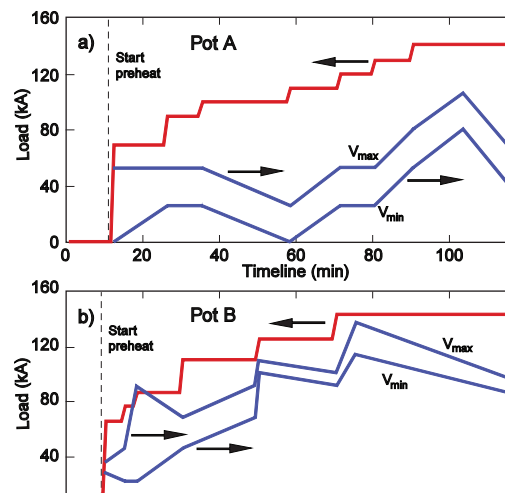 a)
Start
preheat
Pot A
160
120
80
40
0
Load (kA)
Vmax
Vmin
0 20 40 60 80 100
Timeline (min)
b)
Start
preheat
Pot B
160
120
80
40
Load (kA)
Vmax
Vmin